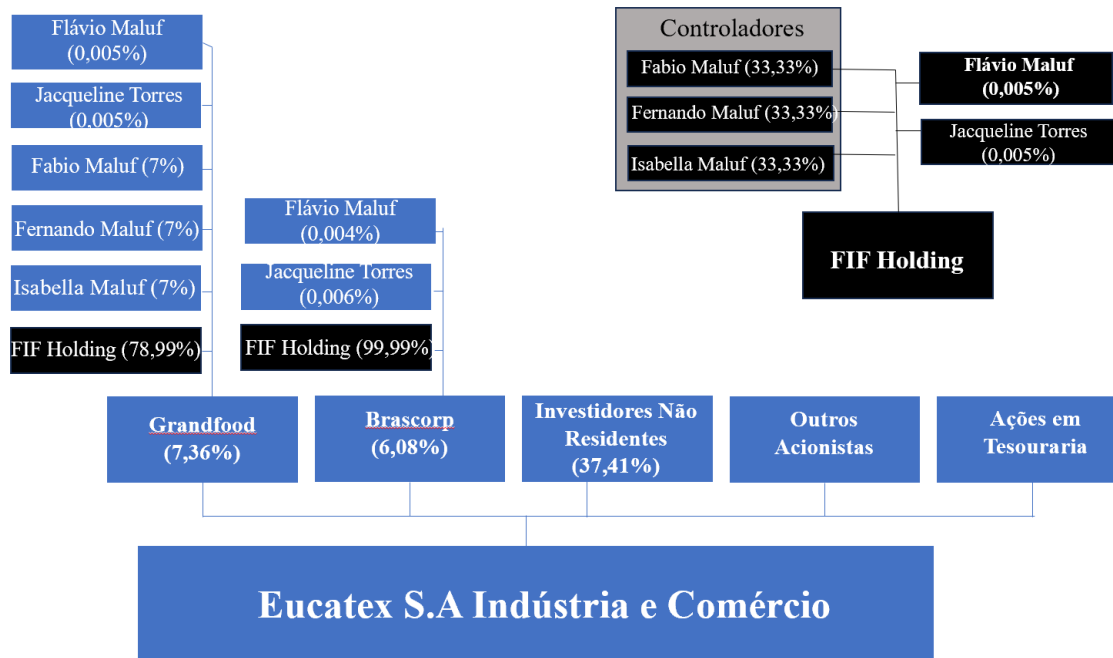 Flávio Maluf
(0,005%)
Jacqueline Torres
(0,005%)
Fabio Maluf (7%)
Fernando Maluf (7%)
Isabella Maluf (7%)
FIF Holding (78,99%)
Flávio Maluf
(0,004%)
Jacqueline Torres
(0,006%)
FIF Holding (99,99%)
Controladores
Fabio Maluf (33,33%)
Fernando Maluf (33,33%)
Isabella Maluf (33,33%)
Flávio Maluf
(0,005%)
Jacqueline Torres
(0,005%)
FIF Holding
Grandfood
(7,36%)
Brascorp
(6,08%)
Investidores Não
Residentes
(37,41%)
Outros
Acionistas
Ações em
Tesouraria
Eucatex S.A Indústria e Comércio